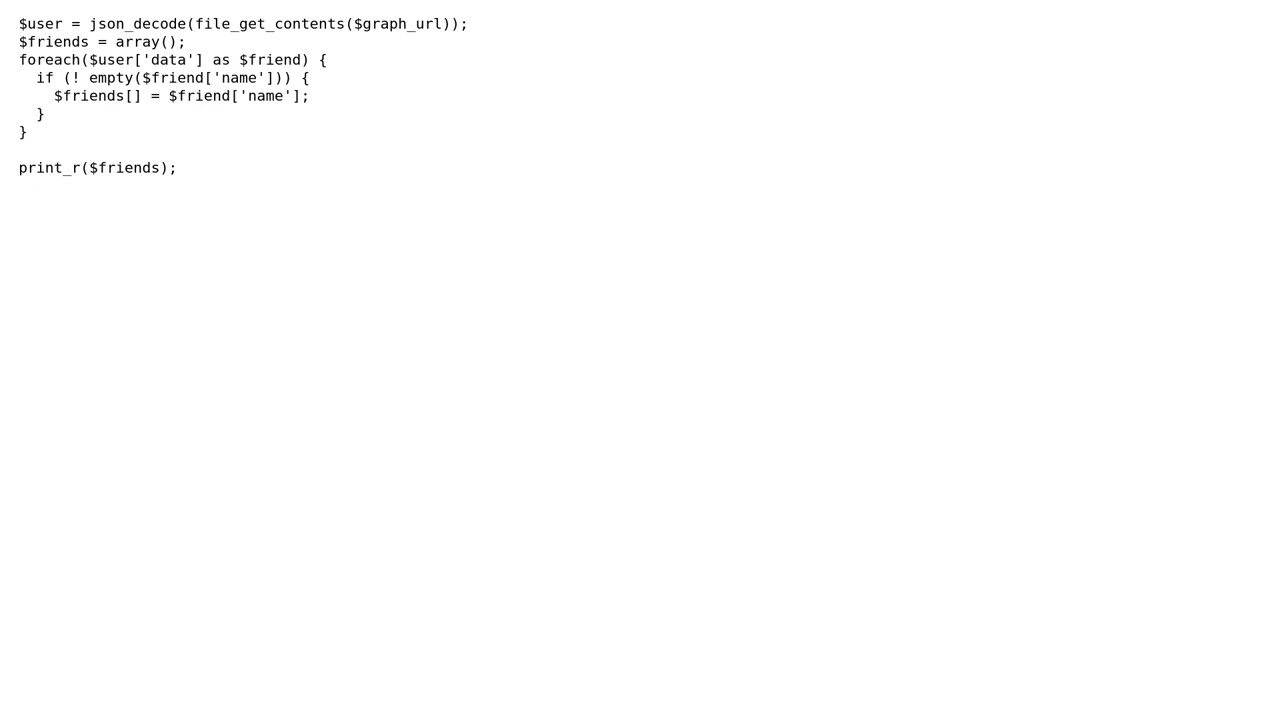 $user = json_decode(file_get_contents($graph_url));
$friends = array();
foreach($user['data'] as $friend) {
  if (! empty($friend['name'])) {
    $friends[] = $friend['name'];
  }
}

print_r($friends);